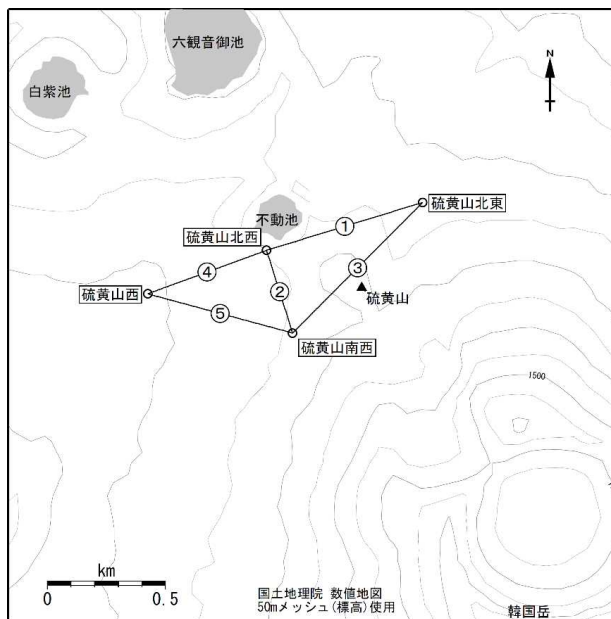 六観音御池
白紫池
N
不動池
①
硫黄山北東
硫黄山北西
③
④
②
硫黄山西
硫黄山
⑤
硫黄山南西
1500
km
0 0.5
国土地理院 数値地図
50mメッシュ(標高)使用
韓国岳